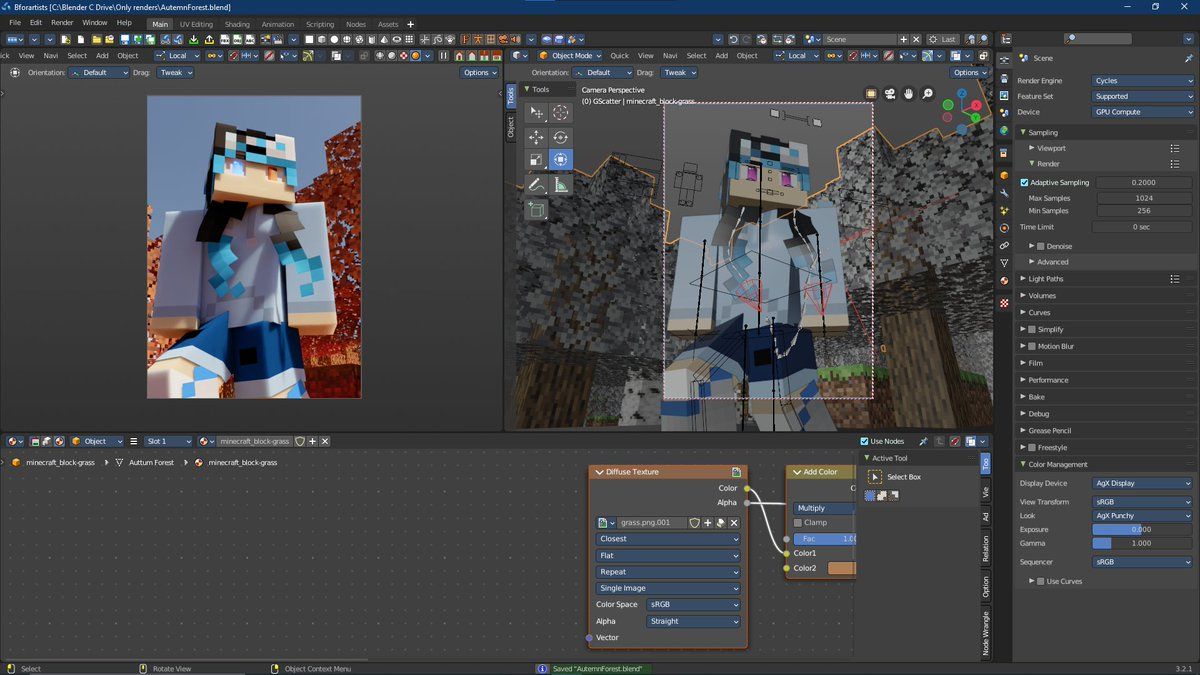 Bforartists [C:\Blender C Drive\Only renders\AutemnForest.blend]
File Edit Render Window Help Main UV Editing Shading Animation Scripting Nodes Assets
Scene Last
View Navi Select Add Object Local
Object Mode Quick View Navi Select Add Object Local
Orientation: Default Drag: Tweak Options
Orientation: Default Drag: Tweak Options
Tools
Object
Tools
Camera Perspective
(0) GScatter | minecraft_block-grass
Scene
Render Engine Cycles
Feature Set Supported
Device GPU Compute
Sampling
Viewport
Render
Adaptive Sampling 0.2000
Max Samples 1024
Min Samples 256
Time Limit 0 sec
Denoise
Advanced
Light Paths
Volumes
Curves
Simplify
Motion Blur
Film
Performance
Bake
Debug
Grease Pencil
Freestyle
Color Management
Display Device AgX Display
View Transform sRGB
Look AgX Punchy
Exposure 0.000
Gamma 1.000
Sequencer sRGB
Use Curves
Object Slot 1 minecraft_block-grass Use Nodes
minecraft_block-grass Auttum Forest minecraft_block-grass
Diffuse Texture
Color
Alpha
grass.png.001
Closest
Flat
Repeat
Single Image
Color Space sRGB
Alpha Straight
Vector
Add Color
Multiply
Clamp
Fac 1.00
Color1
Color2
Active Tool
Select Box
Too
Vie
Ad
Relation
Option
Node Wrangle
Select Rotate View Object Context Menu Saved "AutemnForest.blend" 3.2.1